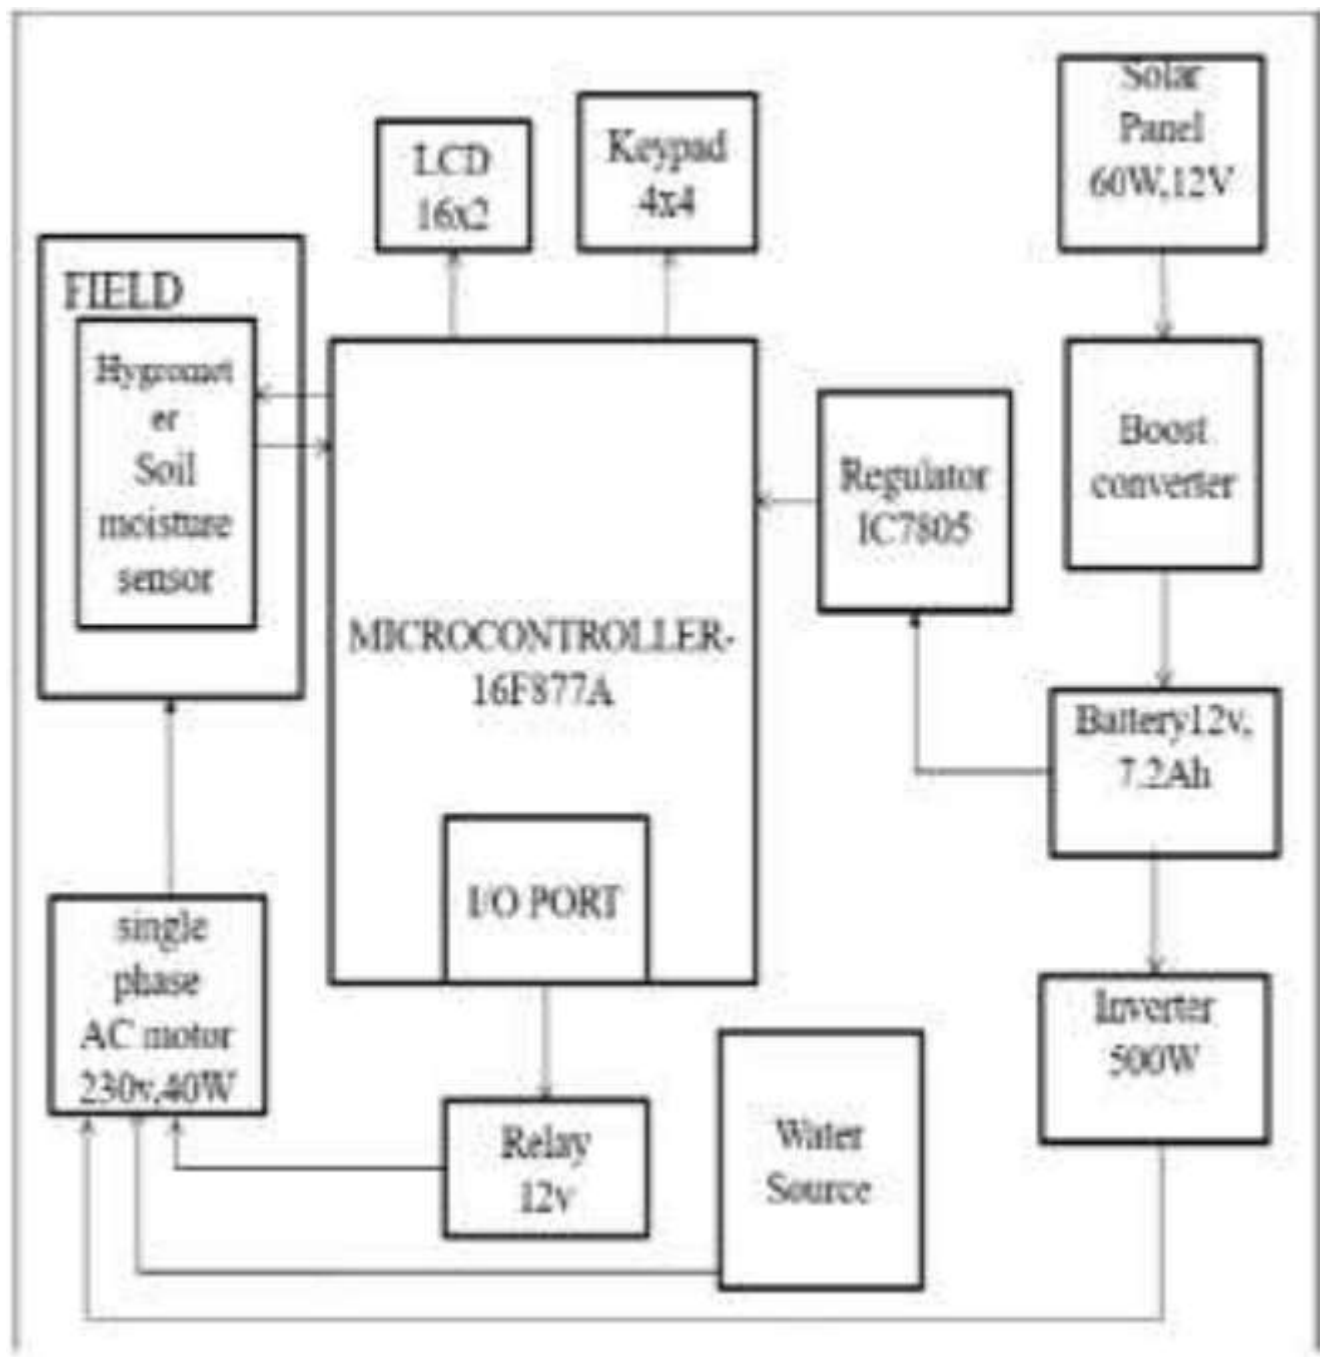 Solar
Panel
60W,12V
LCD
16x2
Keypad
4x4
FIELD
Hygromet
er
Soil
moisture
sensor
Boost
converter
Regulator
IC7805
MICROCONTROLLER-
16F877A
Battery12v,
7.2Ah
I/O PORT
single
phase
AC motor
230v,40W
Inverter
500W
Relay
12v
Water
Source